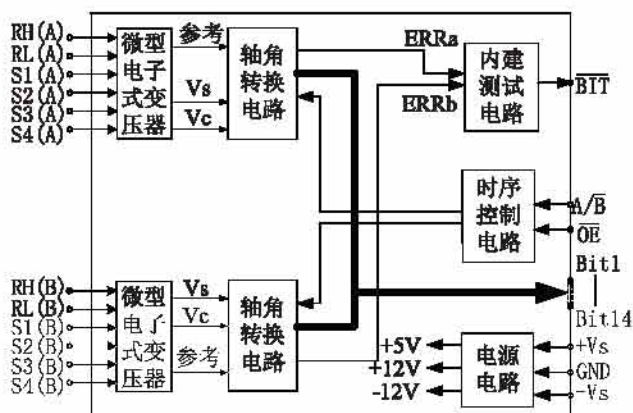 RH(A)
RL(A)
S1(A)
S2(A)
S3(A)
S4(A)
微型
电子
式变
压器
参考
Vs
Vc
轴角
转换
电路
ERRa
ERRb
内建
测试
电路
B̅I̅T̅
时序
控制
电路
A/B̅
O̅E̅
Bit1
Bit14
RH(B)
RL(B)
S1(B)
S2(B)
S3(B)
S4(B)
微型
电子
式变
压器
Vs
Vc
参考
轴角
转换
电路
+5V
+12V
-12V
电源
电路
+Vs
GND
-Vs